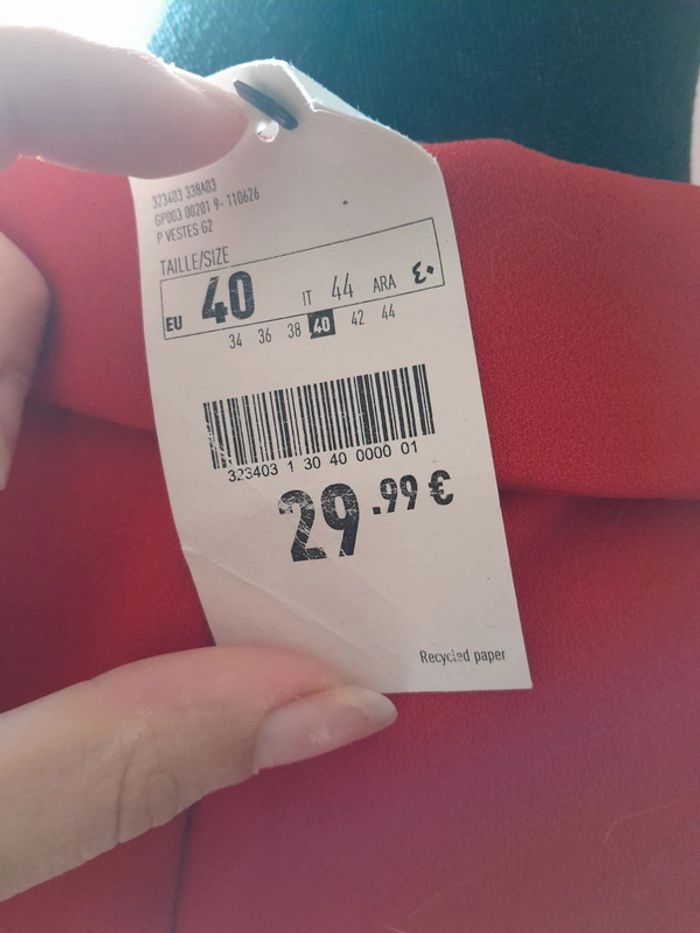 323403 338A03
GP003 00201 9- 110626
P VESTES G2
TAILLE/SIZE
EU 40 IT 44 ARA ٤٠
34 36 38 40 42 44
323403 1 30 40 0000 01
29.99 €
Recycled paper